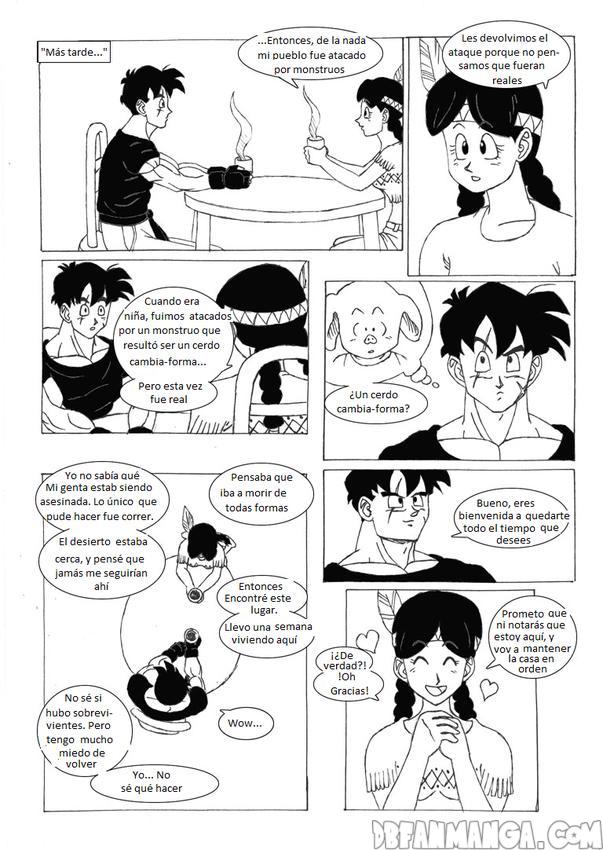 "Más tarde..."
...Entonces, de la nada
mi pueblo fue atacado
por monstruos
Les devolvimos el
ataque porque no pen-
samos que fueran
reales
Cuando era
niña, fuimos atacados
por un monstruo que
resultó ser un cerdo
cambia-forma...
Pero esta vez
fue real
¿Un cerdo
cambia-forma?
Yo no sabía qué
Mi genta estab siendo
asesinada. Lo único que
pude hacer fue correr.
Pensaba que
iba a morir de
todas formas
El desierto estaba
cerca, y pensé que
jamás me seguirían
ahí
Entonces
Encontré este
lugar.
Llevo una semana
viviendo aquí
No sé si
hubo sobrevi-
vientes. Pero
tengo mucho
miedo de
volver
Wow...
Yo... No
sé qué hacer
Bueno, eres
bienvenida a quedarte
todo el tiempo que
desees
Prometo que
ni notarás que
estoy aquí, y
voy a mantener
la casa en
orden
¡¿De
verdad?!
!Oh
Gracias!
DBFANMANGA.COM